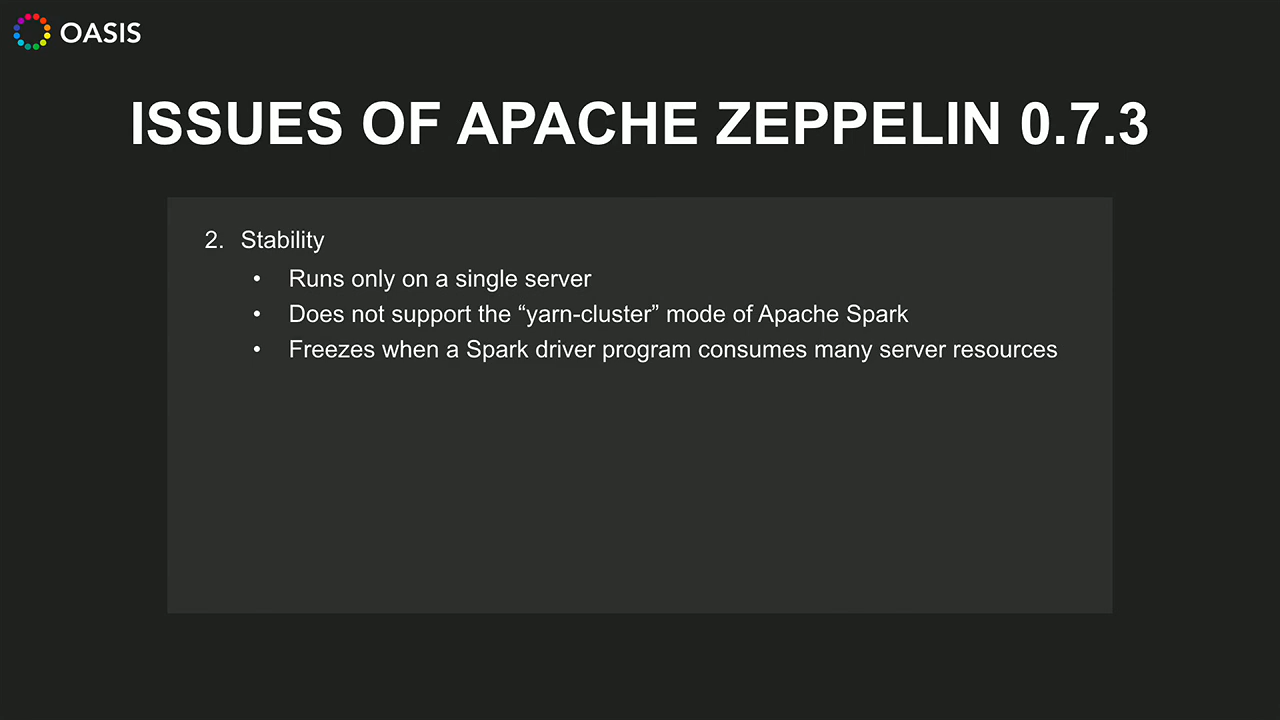 OASIS
ISSUES OF APACHE ZEPPELIN 0.7.3
2. Stability
• Runs only on a single server
• Does not support the “yarn-cluster” mode of Apache Spark
• Freezes when a Spark driver program consumes many server resources